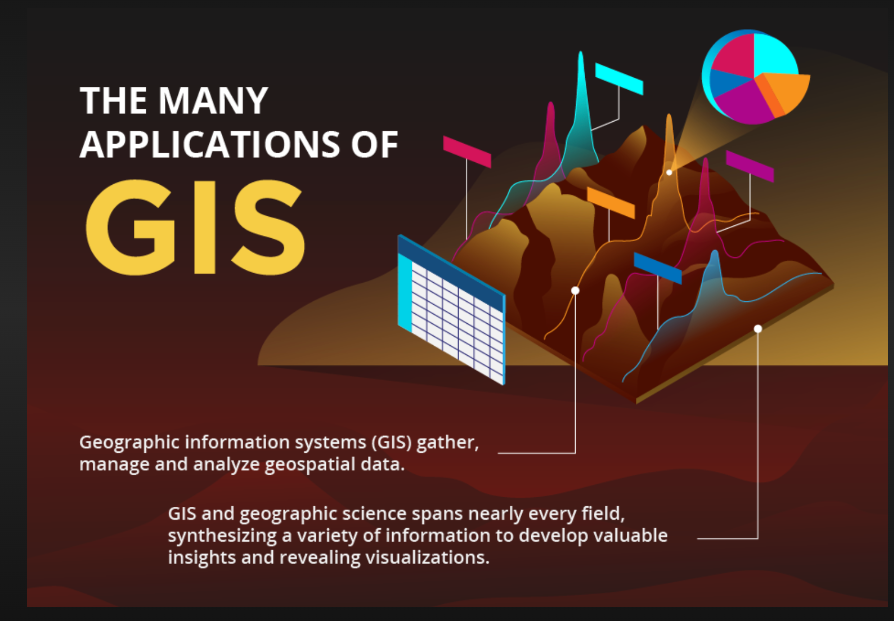 THE MANY
APPLICATIONS OF
GIS
Geographic information systems (GIS) gather,
manage and analyze geospatial data.
GIS and geographic science spans nearly every field,
synthesizing a variety of information to develop valuable
insights and revealing visualizations.